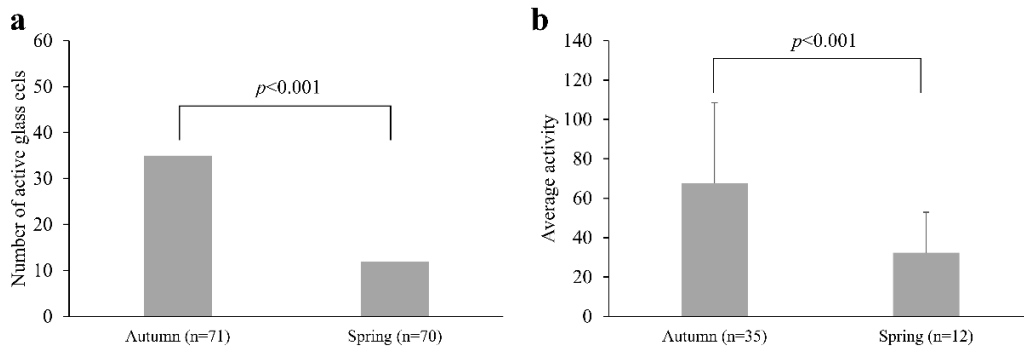 a
60
50
40
30
20
10
0
Number of active glass eels
p<0.001
Autumn (n=71)
Spring (n=70)
b
140
120
100
80
60
40
20
0
Average activity
p<0.001
Autumn (n=35)
Spring (n=12)